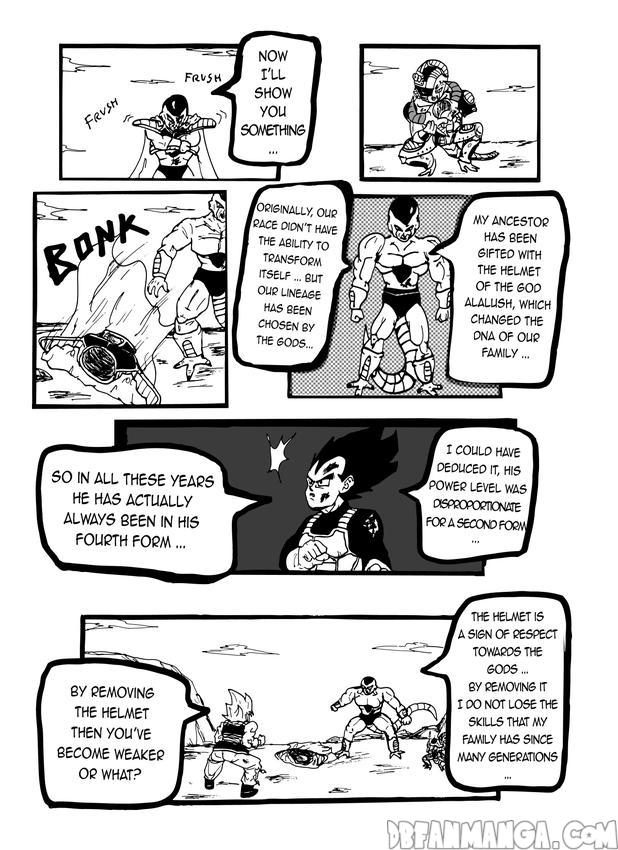 FRUSH
FRUSH
NOW
I'LL
SHOW
YOU
SOMETHING
...
BONK
ORIGINALLY, OUR
RACE DIDN'T HAVE
THE ABILITY TO
TRANSFORM
ITSELF ... BUT
OUR LINEAGE
HAS BEEN
CHOSEN BY
THE GODS...
MY ANCESTOR
HAS BEEN
GIFTED WITH
THE HELMET
OF THE GOD
ALALUSH, WHICH
CHANGED THE
DNA OF OUR
FAMILY ...
SO IN ALL THESE YEARS
HE HAS ACTUALLY
ALWAYS BEEN IN HIS
FOURTH FORM ...
I COULD HAVE
DEDUCED IT, HIS
POWER LEVEL WAS
DISPROPORTIONATE
FOR A SECOND FORM ...
THE HELMET IS
A SIGN OF RESPECT
TOWARDS THE
GODS ...
BY REMOVING IT
I DO NOT LOSE THE
SKILLS THAT MY
FAMILY HAS SINCE
MANY GENERATIONS
...
BY REMOVING
THE HELMET
THEN YOU'VE
BECOME WEAKER
OR WHAT?
DBFANMANGA.COM